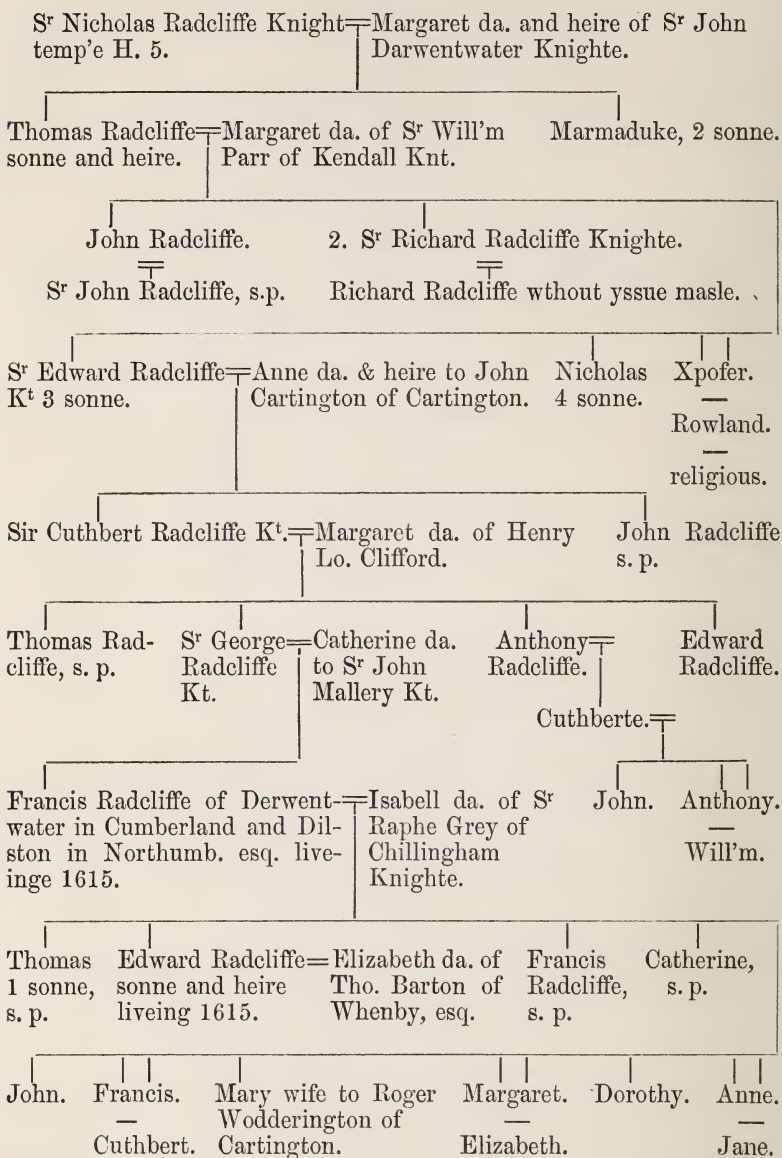 Sr Nicholas Radcliffe Knight Margaret da. and heire of Sr John
temp'e H. 5. Darwentwater Knighte.
Thomas Radcliffe Margaret da. of Sr Will'm Marmaduke, 2 sonne.
sonne and heire. Parr of Kendall Knt.
John Radcliffe. 2. Sr Richard Radcliffe Knighte.
Sr John Radcliffe, s.p. Richard Radcliffe wthout yssue masle.
Sr Edward Radcliffe Anne da. & heire to John Nicholas Xpofer.
Kt 3 sonne. Cartington of Cartington. 4 sonne. —
Rowland.
—
religious.
Sir Cuthbert Radcliffe Kt. Margaret da. of Henry John Radcliffe
Lo. Clifford. s. p.
Thomas Rad- Sr George Catherine da. Anthony Edward
cliffe, s. p. Radcliffe to Sr John Radcliffe. Radcliffe.
Kt. Mallery Kt.
Cuthberte.
Francis Radcliffe of Derwent- Isabell da. of Sr John. Anthony.
water in Cumberland and Dil- Raphe Grey of —
ston in Northumb. esq. live- Chillingham Will'm.
inge 1615. Knighte.
Thomas Edward Radcliffe Elizabeth da. of Francis Catherine,
1 sonne, sonne and heire Tho. Barton of Radcliffe, s. p.
s. p. liveing 1615. Whenby, esq. s. p.
John. Francis. Mary wife to Roger Margaret. Dorothy. Anne.
— Wodderington of — —
Cuthbert. Cartington. Elizabeth. Jane.